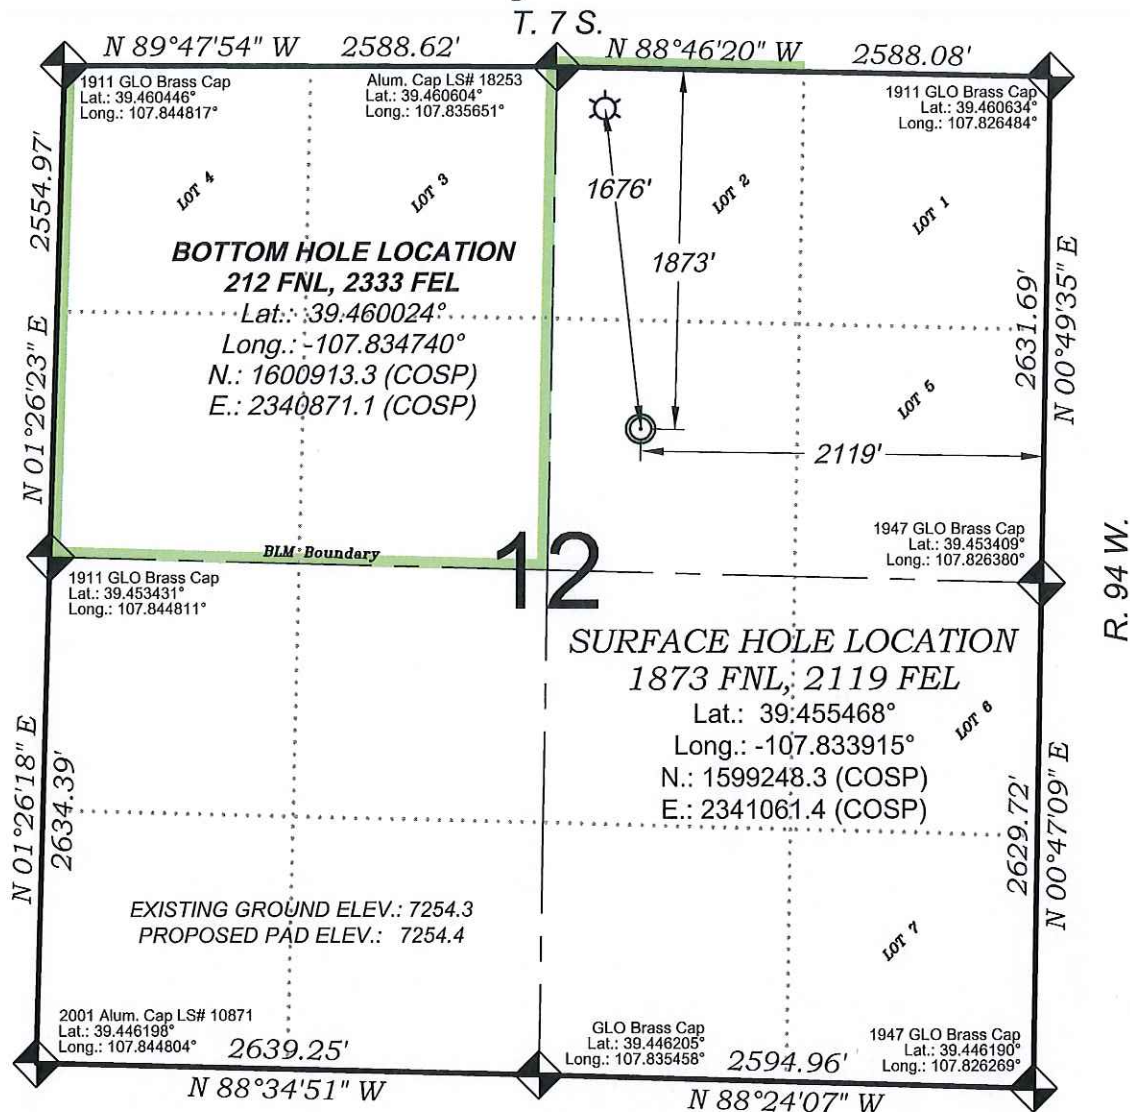 T. 7 S.
N 89°47'54" W 2588.62'
N 88°46'20" W 2588.08'
1911 GLO Brass Cap
Lat.: 39.460446°
Long.: 107.844817°
Alum. Cap LS# 18253
Lat.: 39.460604°
Long.: 107.835651°
1911 GLO Brass Cap
Lat.: 39.460634°
Long.: 107.826484°
2554.97'
N 01°26'23" E
LOT 4
LOT 3
LOT 2
LOT 1
1676'
1873'
BOTTOM HOLE LOCATION
212 FNL, 2333 FEL
Lat.: 39.460024°
Long.: -107.834740°
N.: 1600913.3 (COSP)
E.: 2340871.1 (COSP)
2631.69'
N 00°49'35" E
LOT 5
2119'
1947 GLO Brass Cap
Lat.: 39.453409°
Long.: 107.826380°
R. 94 W.
BLM Boundary
12
1911 GLO Brass Cap
Lat.: 39.453431°
Long.: 107.844811°
SURFACE HOLE LOCATION
1873 FNL, 2119 FEL
Lat.: 39.455468°
Long.: -107.833915°
N.: 1599248.3 (COSP)
E.: 2341061.4 (COSP)
LOT 6
N 01°26'18" E
2634.39'
2629.72'
N 00°47'09" E
EXISTING GROUND ELEV.: 7254.3
PROPOSED PAD ELEV.: 7254.4
LOT 7
2001 Alum. Cap LS# 10871
Lat.: 39.446198°
Long.: 107.844804°
GLO Brass Cap
Lat.: 39.446205°
Long.: 107.835458°
1947 GLO Brass Cap
Lat.: 39.446190°
Long.: 107.826269°
2639.25'
N 88°34'51" W
2594.96'
N 88°24'07" W